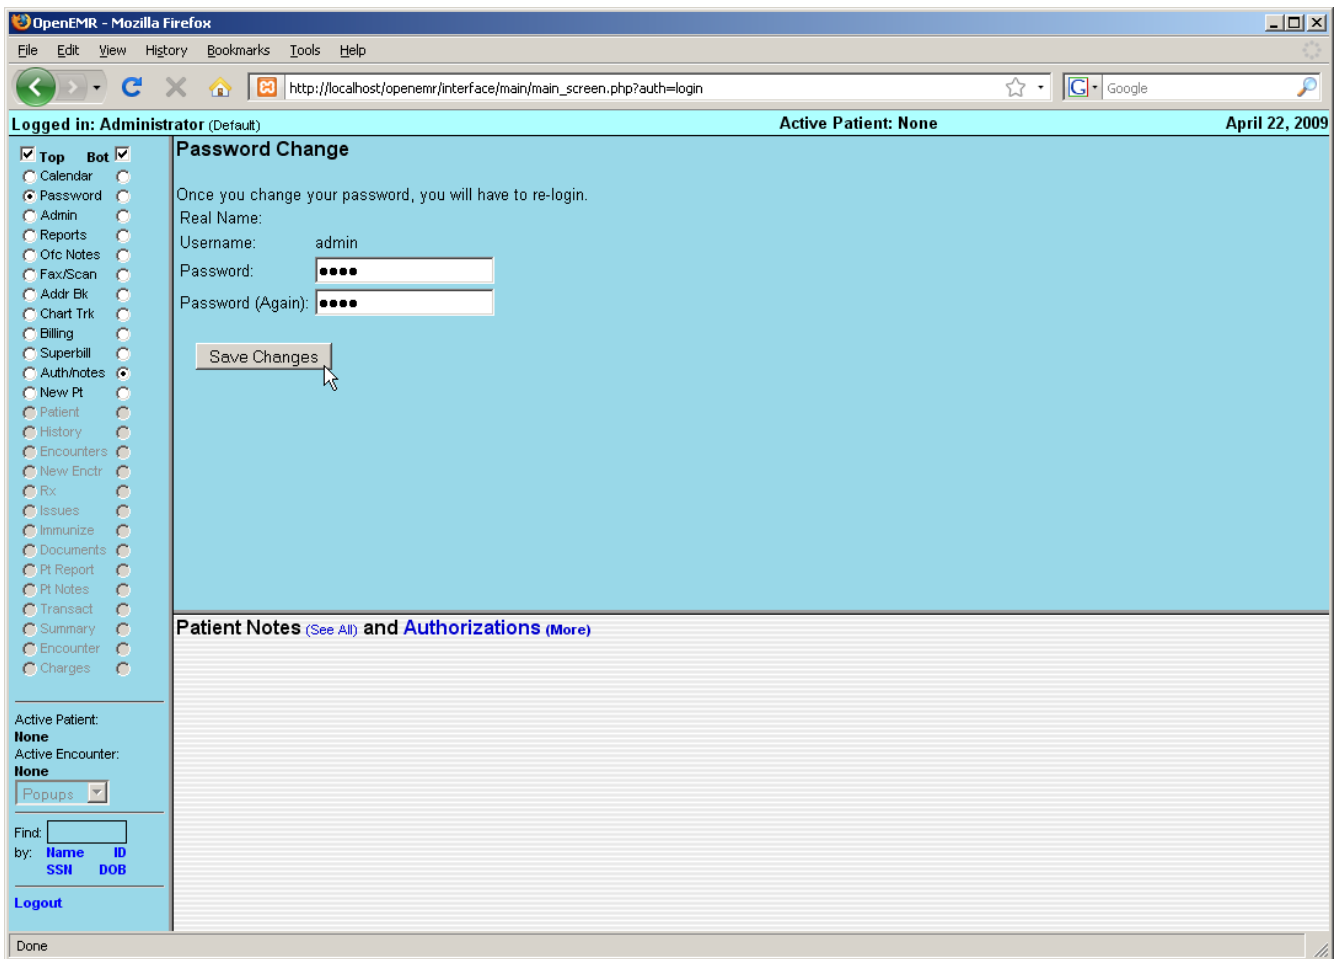 OpenEMR - Mozilla Firefox
File Edit View History Bookmarks Tools Help
http://localhost/openemr/interface/main/main_screen.php?auth=login
G Google
Logged in: Administrator (Default) Active Patient: None April 22, 2009
Top Bot
Calendar
Password
Admin
Reports
Ofc Notes
Fax/Scan
Addr Bk
Chart Trk
Billing
Superbill
Auth/notes
New Pt
Patient
History
Encounters
New Enctr
Rx
Issues
Immunize
Documents
Pt Report
Pt Notes
Transact
Summary
Encounter
Charges
Active Patient:
None
Active Encounter:
None
Popups
Find:
by: Name ID
SSN DOB
Logout
Password Change
Once you change your password, you will have to re-login.
Real Name:
Username: admin
Password: ●●●●
Password (Again): ●●●●
Save Changes
Patient Notes (See All) and Authorizations (More)
Done